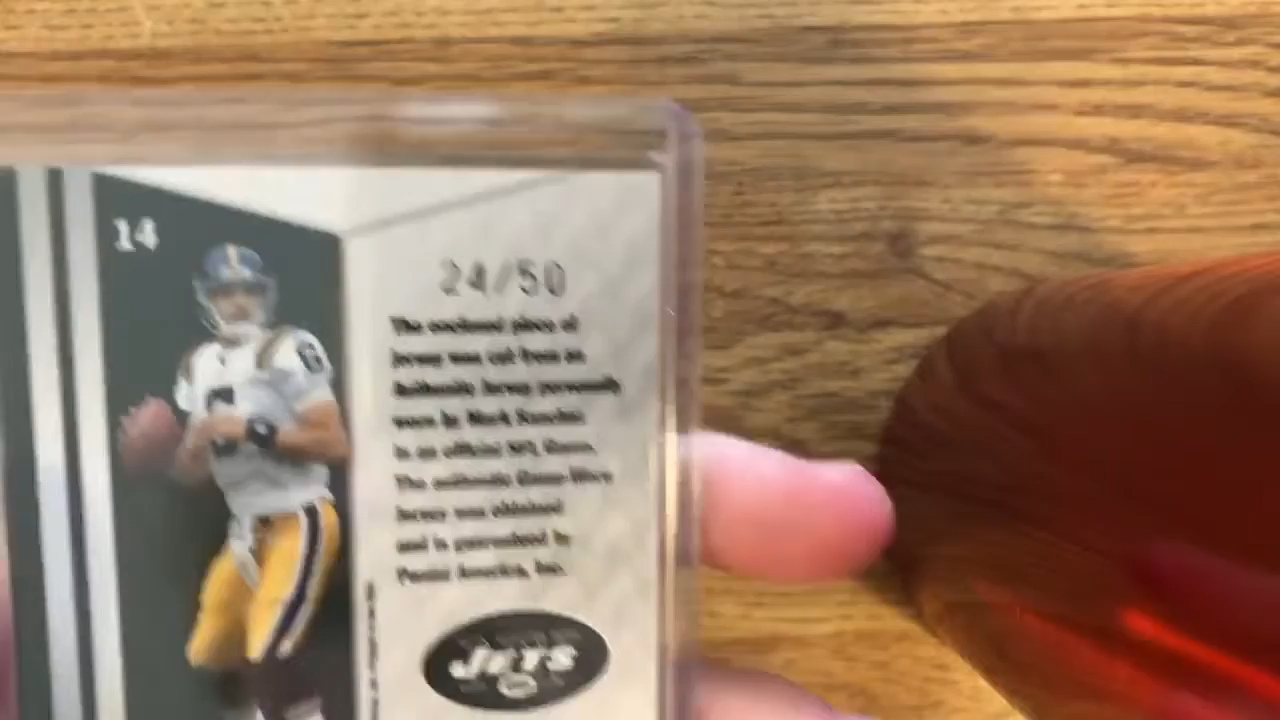 14
24/50
The enclosed piece of
Jersey was cut from an
Authentic Jersey personally
worn by Mark Sanchez
in an official NFL Game.
The authentic Game-Worn
Jersey was obtained
and is guaranteed by
Panini America, Inc.
JETS